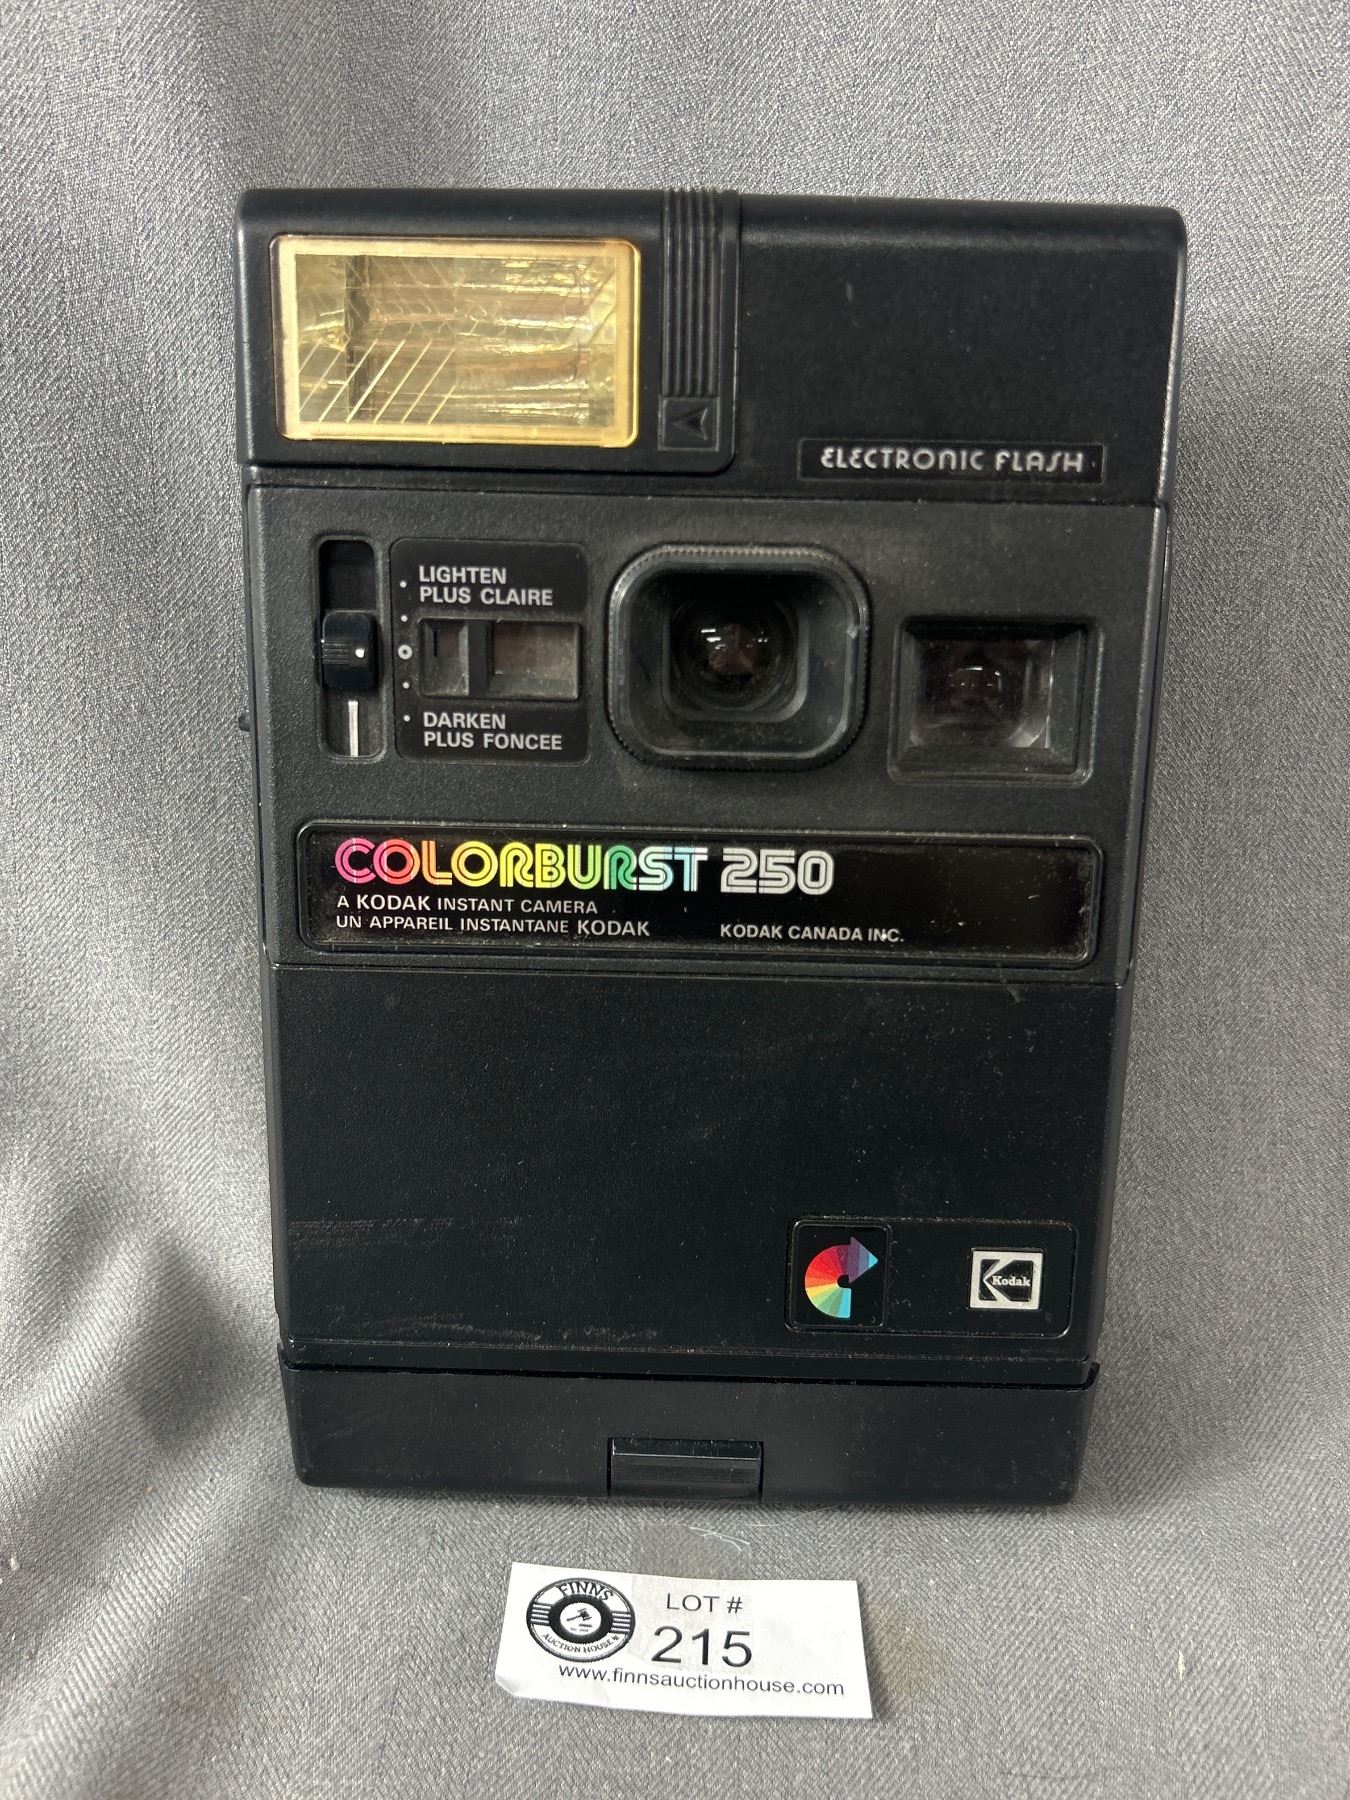 ELECTRONIC FLASH
LIGHTEN
PLUS CLAIRE
DARKEN
PLUS FONCEE
COLORBURST 250
A KODAK INSTANT CAMERA
UN APPAREIL INSTANTANE KODAK
KODAK CANADA INC.
Kodak
FINNS
AUCTION HOUSE
LOT #
215
www.finnsauctionhouse.com